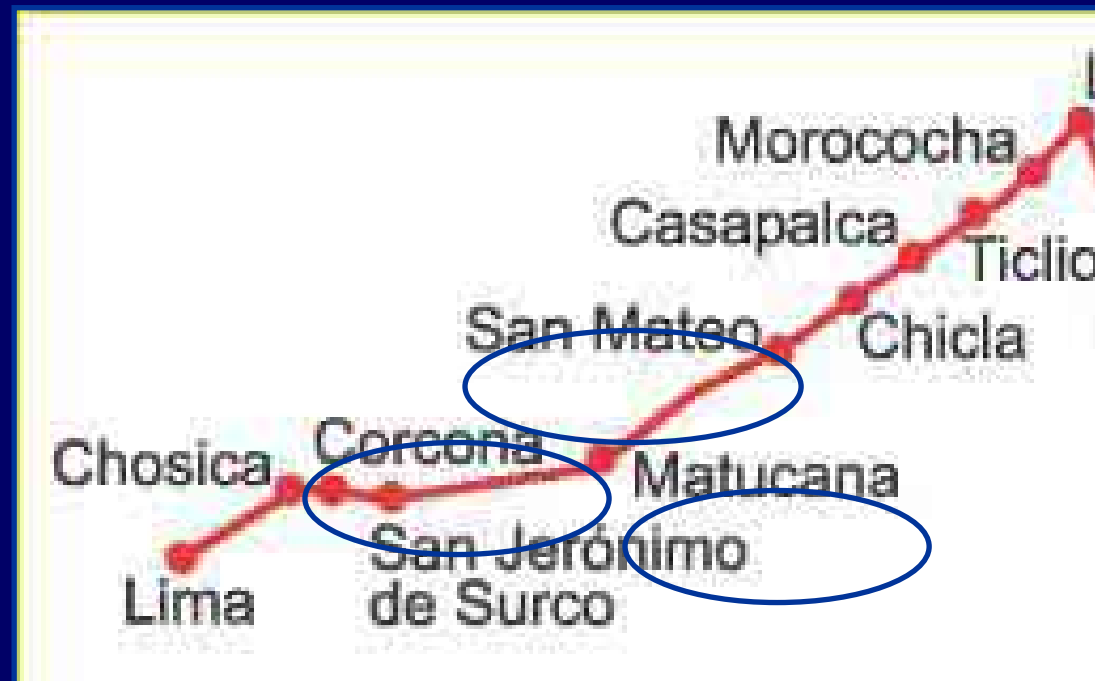 Morococha
Casapalca
Ticlio
San Mateo
Chicla
Corcona
Chosica
Matucana
San Jerónimo
de Surco
Lima